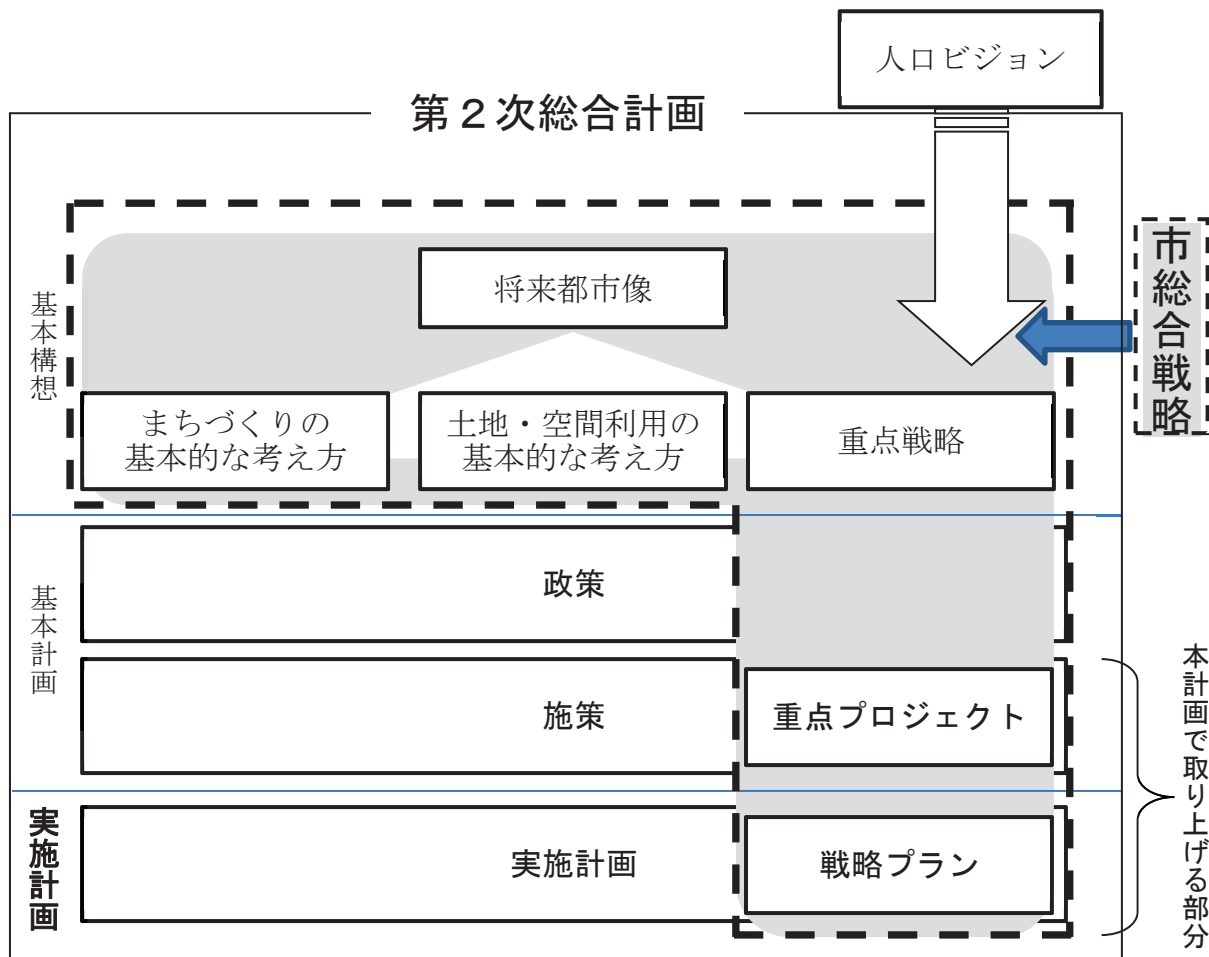 人口ビジョン
第２次総合計画
市総合戦略
基本構想
将来都市像
まちづくりの
基本的な考え方
土地・空間利用の
基本的な考え方
重点戦略
基本計画
政策
施策
重点プロジェクト
本計画で取り上げる部分
実施計画
実施計画
戦略プラン